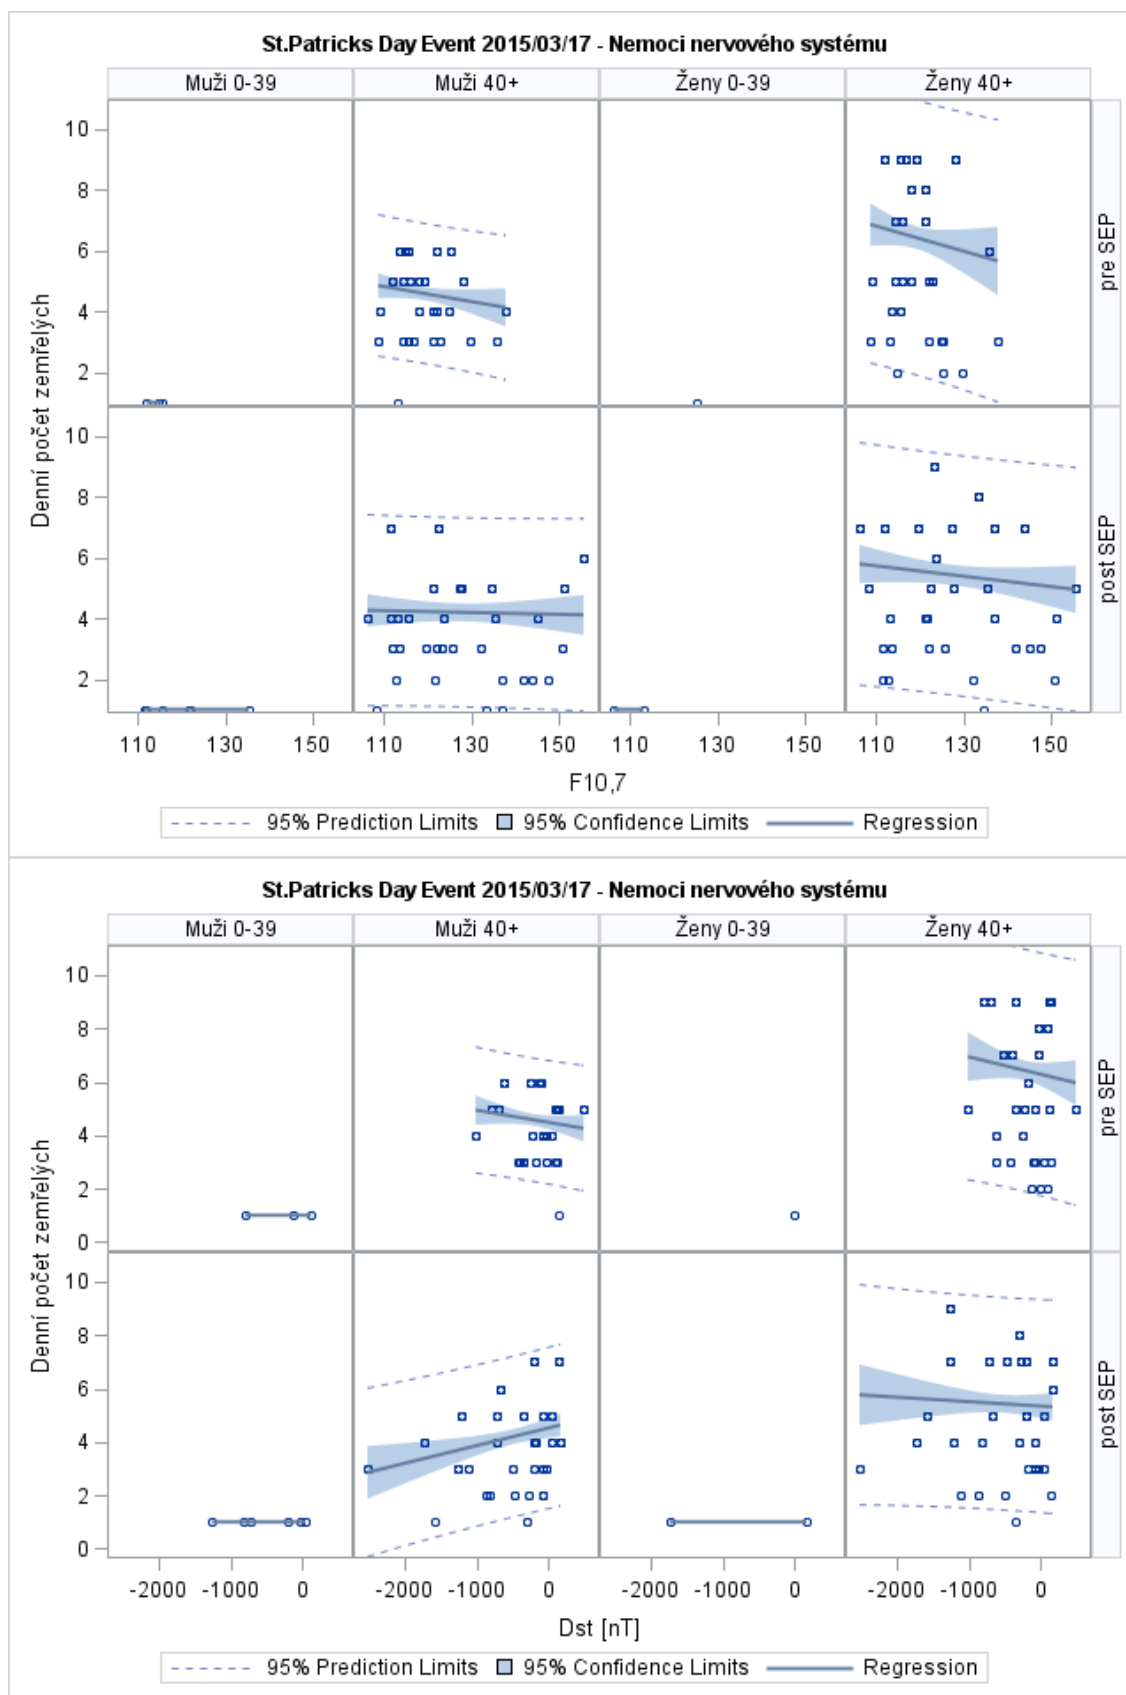 St.Patricks Day Event 2015/03/17 - Nemoci nervového systému
Muži 0-39 Muži 40+ Ženy 0-39 Ženy 40+
10
8
6
4
2
pre SEP
10
8
6
4
2
post SEP
Denní počet zemřelých
110 130 150 110 130 150 110 130 150 110 130 150
F10,7
95% Prediction Limits 95% Confidence Limits Regression
St.Patricks Day Event 2015/03/17 - Nemoci nervového systému
Muži 0-39 Muži 40+ Ženy 0-39 Ženy 40+
10
8
6
4
2
0
pre SEP
10
8
6
4
2
0
post SEP
Denní počet zemřelých
-2000 -1000 0 -2000 -1000 0 -2000 -1000 0 -2000 -1000 0
Dst [nT]
95% Prediction Limits 95% Confidence Limits Regression